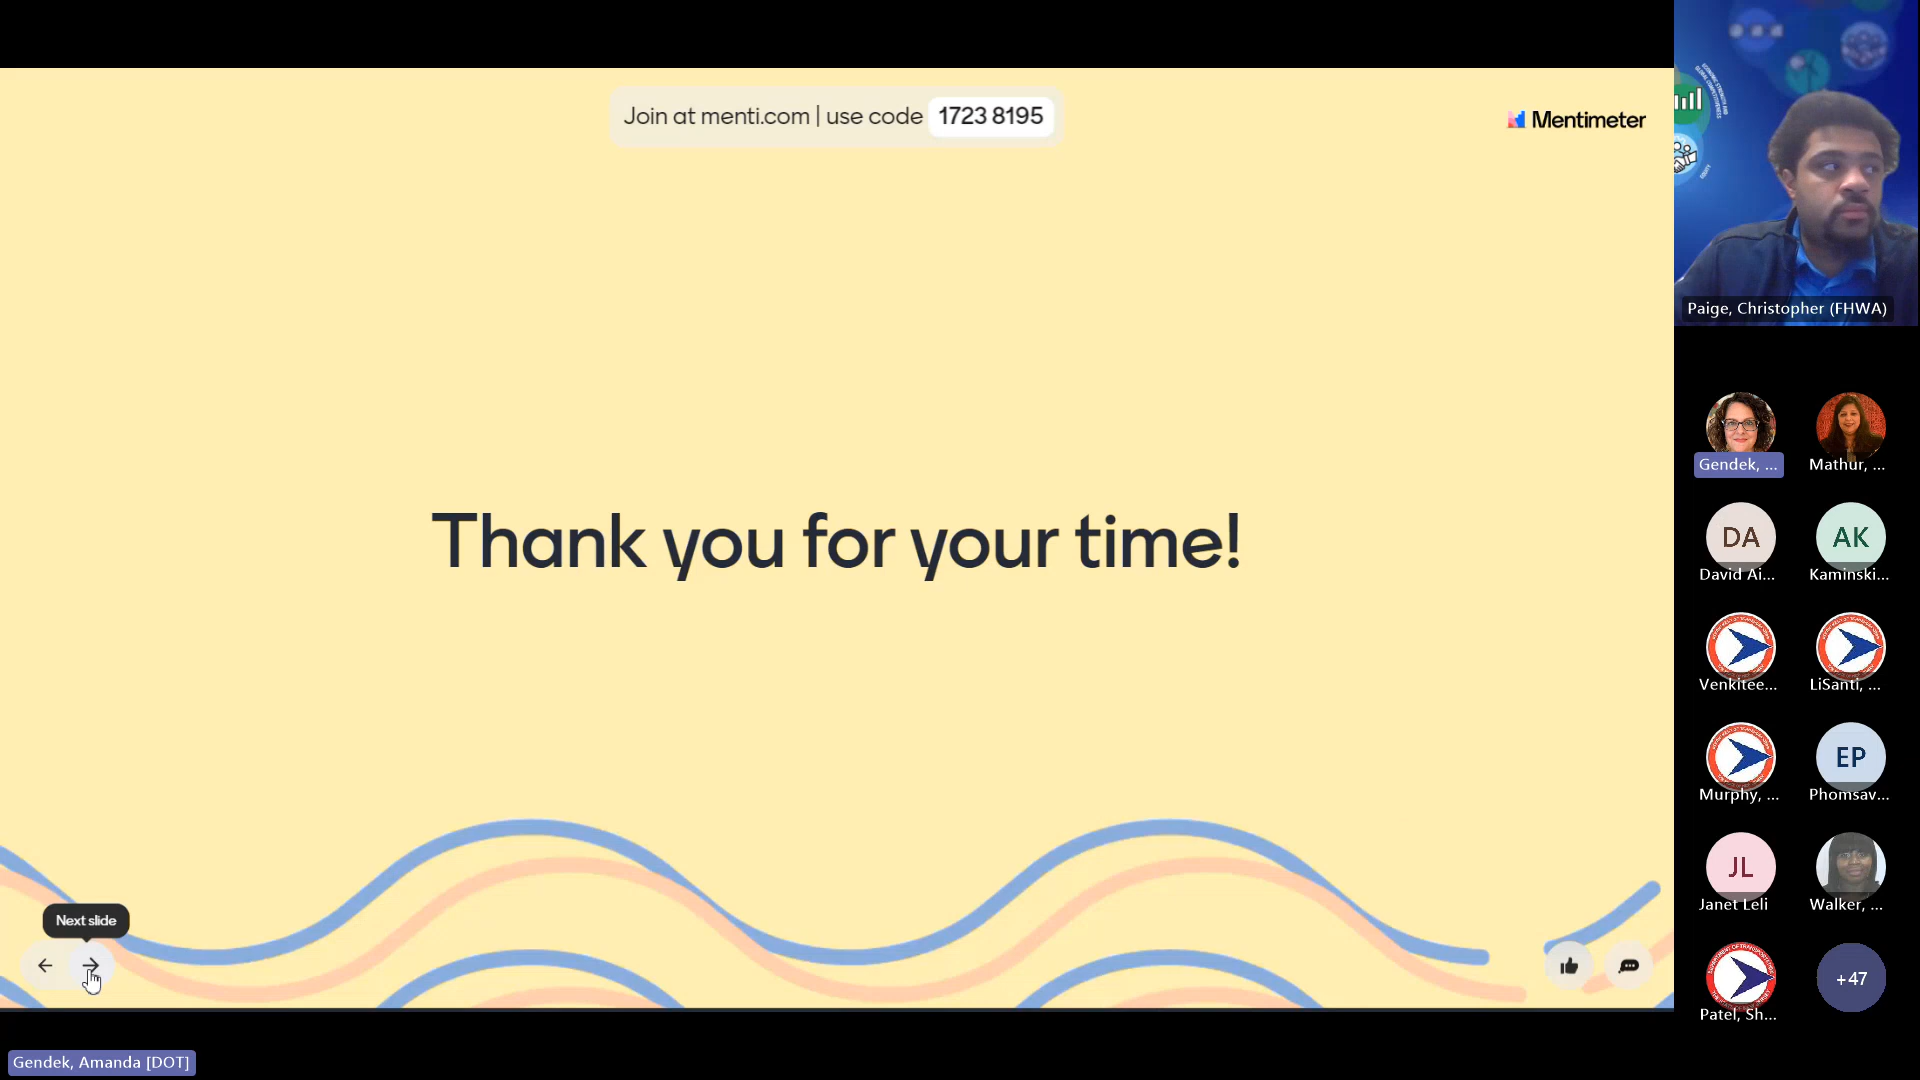 Join at menti.com | use code 1723 8195
Mentimeter
Thank you for your time!
Next slide
Gendek, Amanda [DOT]
Paige, Christopher (FHWA)
Gendek, ...
Mathur, ...
DA
David Ai...
AK
Kaminski...
Venkitee...
LiSanti, ...
Murphy, ...
EP
Phomsav...
JL
Janet Leli
Walker, ...
Patel, Sh...
+47